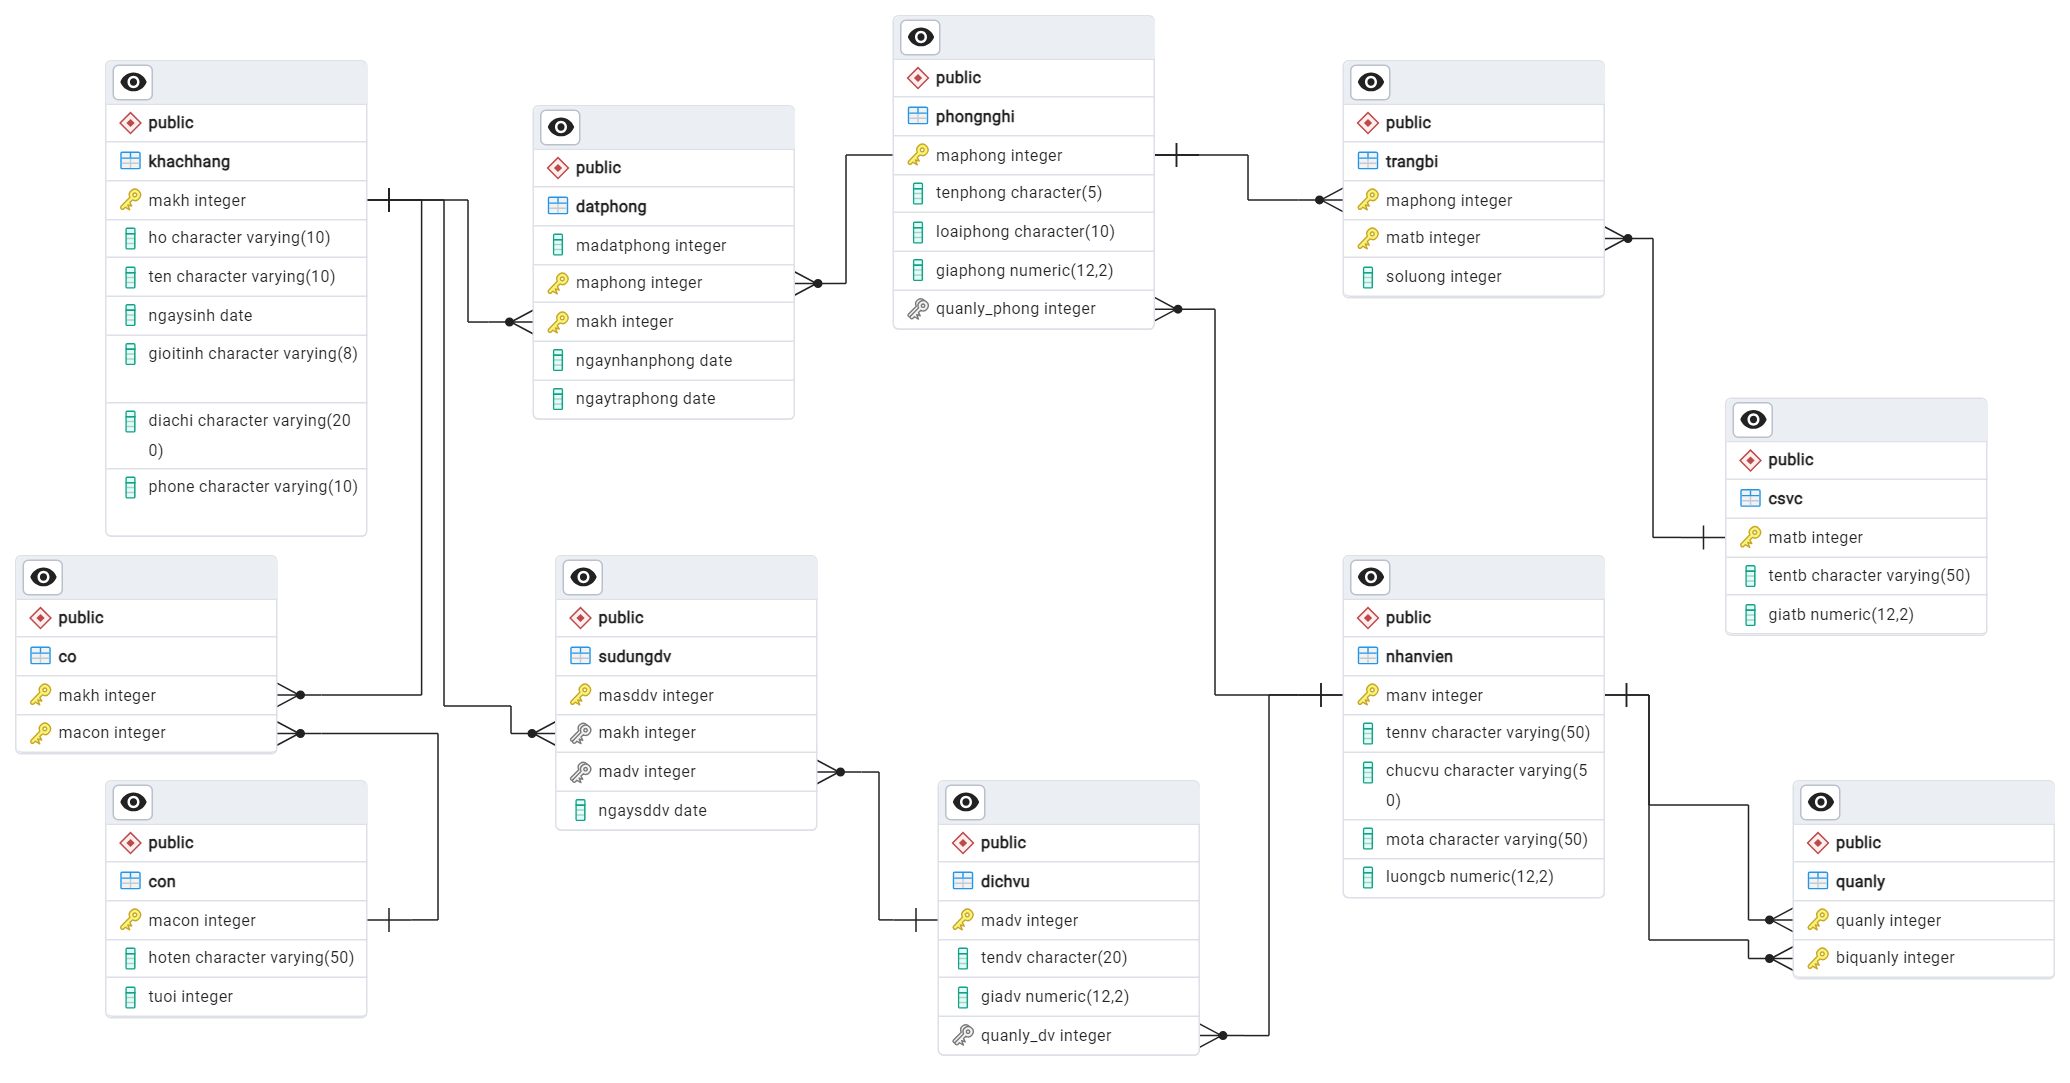 public
khachhang
makh integer
ho character varying(10)
ten character varying(10)
ngaysinh date
gioitinh character varying(8)
diachi character varying(20
0)
phone character varying(10)
public
datphong
madatphong integer
maphong integer
makh integer
ngaynhanphong date
ngaytraphong date
public
phongnghi
maphong integer
tenphong character(5)
loaiphong character(10)
giaphong numeric(12,2)
quanly_phong integer
public
trangbi
maphong integer
matb integer
soluong integer
public
csvc
matb integer
tentb character varying(50)
giatb numeric(12,2)
public
co
makh integer
macon integer
public
con
macon integer
hoten character varying(50)
tuoi integer
public
sudungdv
masddv integer
makh integer
madv integer
ngaysddv date
public
dichvu
madv integer
tendv character(20)
giadv numeric(12,2)
quanly_dv integer
public
nhanvien
manv integer
tennv character varying(50)
chucvu character varying(5
0)
mota character varying(50)
luongcb numeric(12,2)
public
quanly
quanly integer
biquanly integer